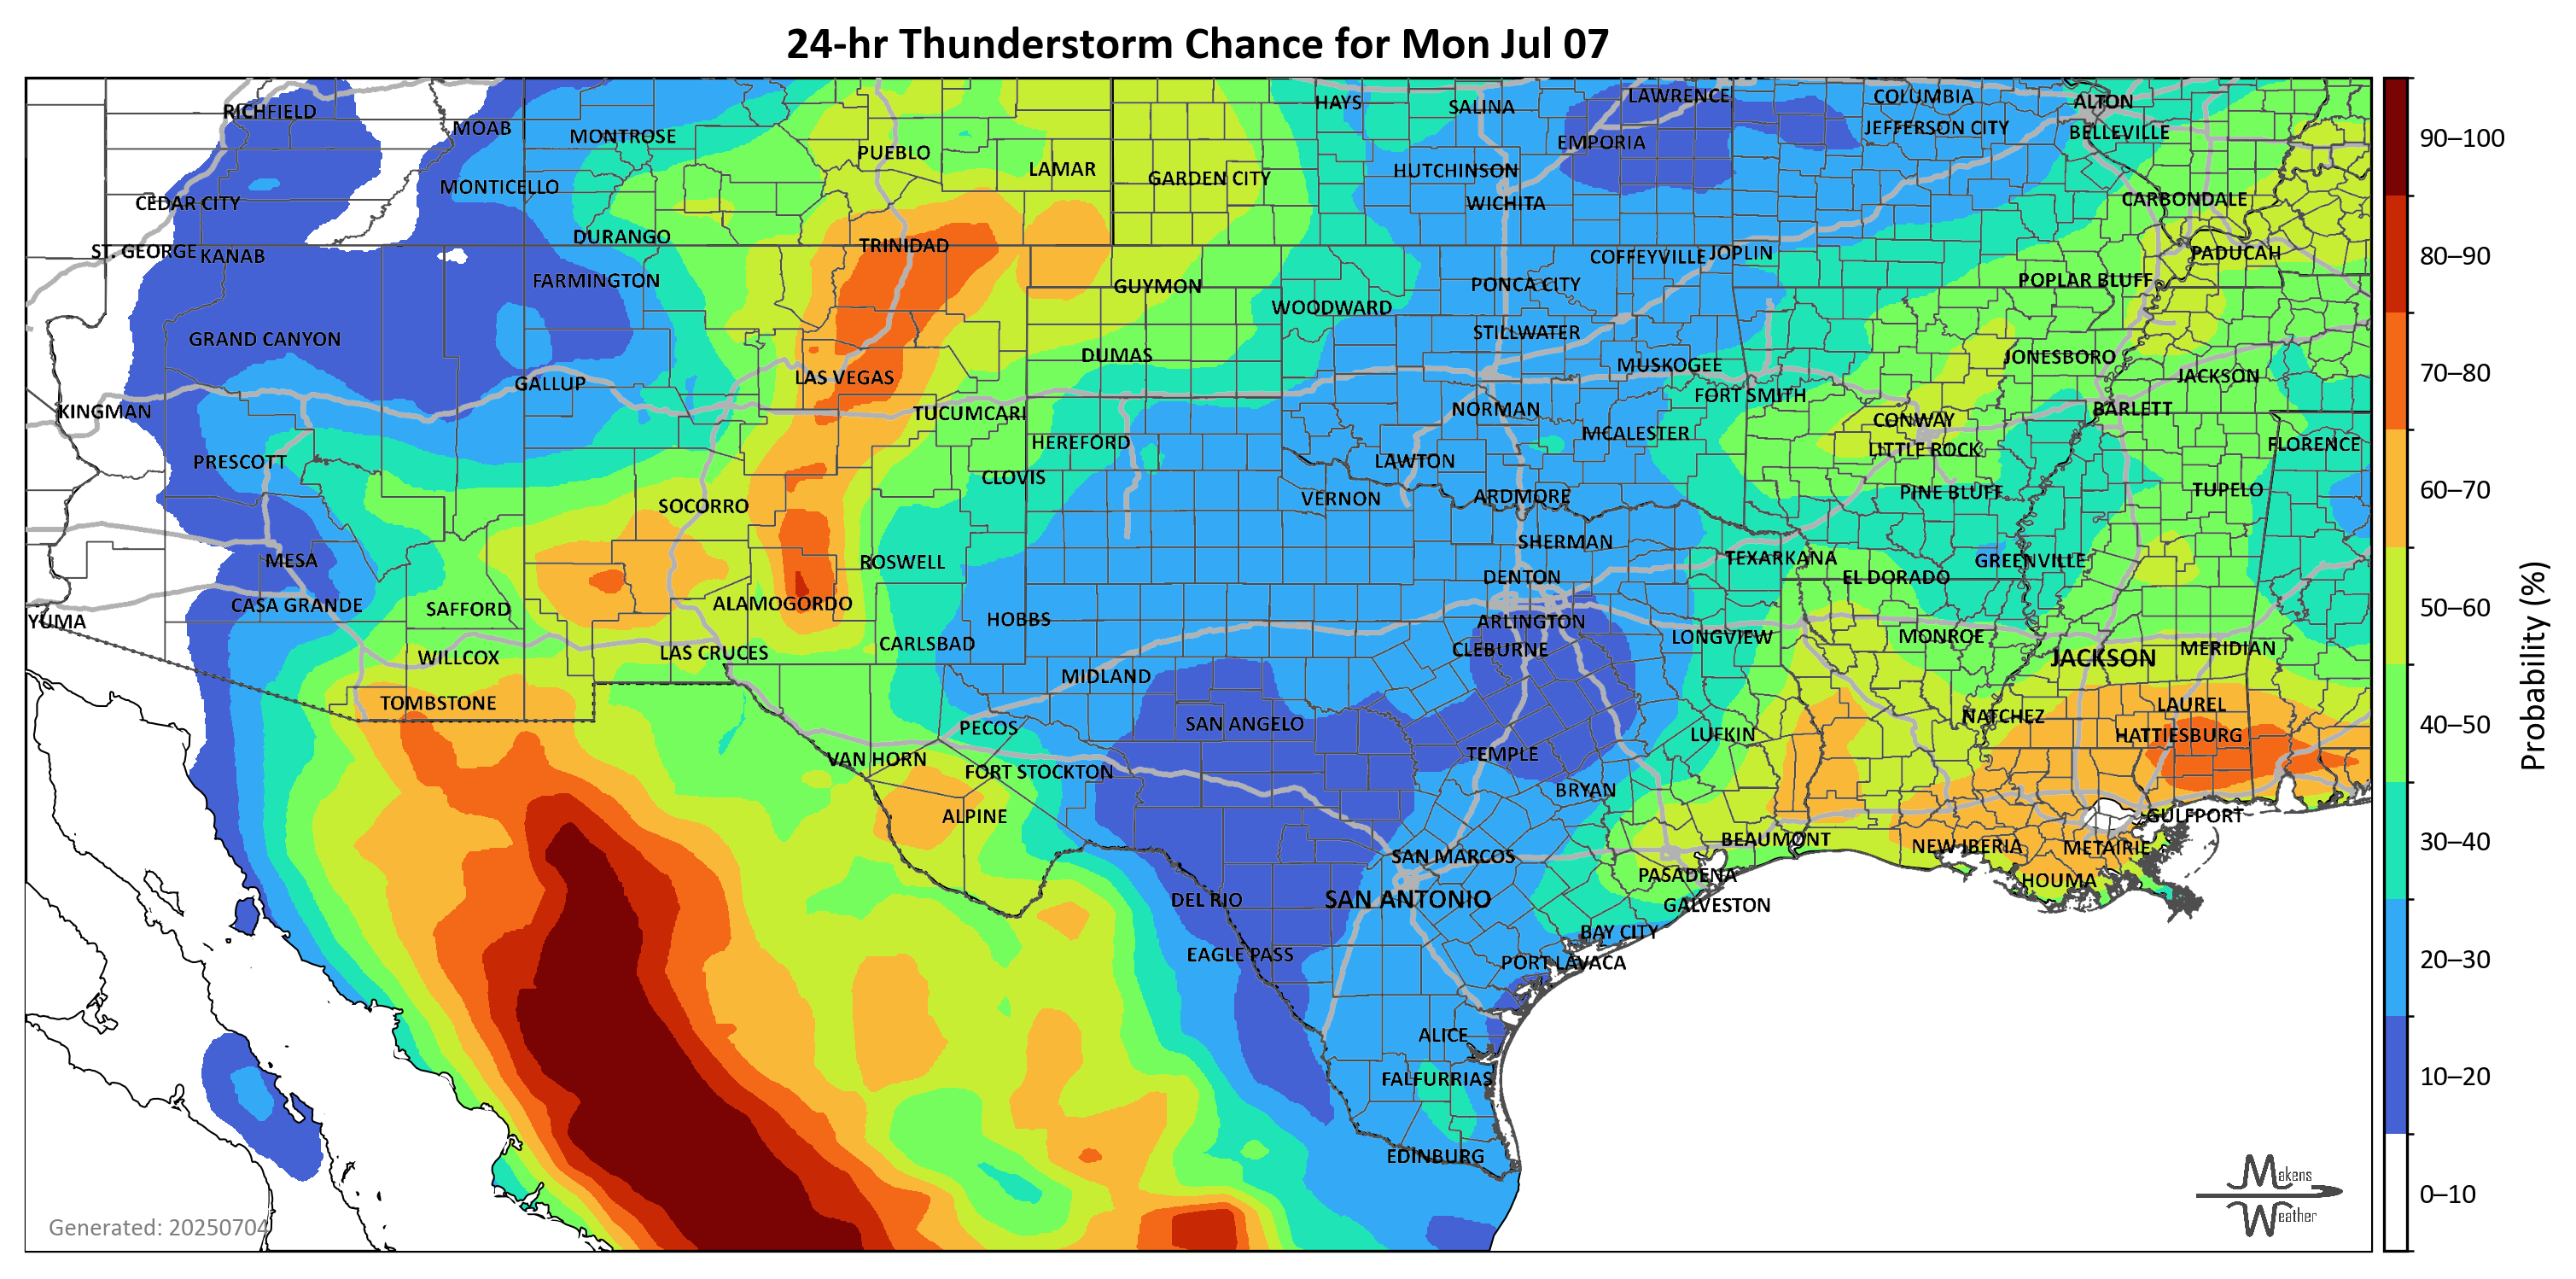 24-hr Thunderstorm Chance for Mon Jul 07
RICHFIELD
MOAB
MONTROSE
PUEBLO
LAMAR
GARDEN CITY
HAYS
SALINA
LAWRENCE
EMPORIA
HUTCHINSON
WICHITA
COLUMBIA
JEFFERSON CITY
ALTON
BELLEVILLE
CARBONDALE
MONTICELLO
CEDAR CITY
ST. GEORGE
KANAB
DURANGO
TRINIDAD
FARMINGTON
GUYMON
WOODWARD
PONCA CITY
COFFEYVILLE
JOPLIN
POPLAR BLUFF
PADUCAH
GRAND CANYON
STILLWATER
DUMAS
LAS VEGAS
GALLUP
MUSKOGEE
JONESBORO
JACKSON
KINGMAN
TUCUMCARI
NORMAN
FORT SMITH
BARLETT
CONWAY
LITTLE ROCK
FLORENCE
PRESCOTT
HEREFORD
CLOVIS
MCALESTER
LAWTON
VERNON
ARDMORE
PINE BLUFF
TUPELO
SOCORRO
SHERMAN
MESA
ROSWELL
DENTON
TEXARKANA
EL DORADO
GREENVILLE
CASA GRANDE
SAFFORD
ALAMOGORDO
HOBBS
ARLINGTON
YUMA
WILLCOX
LAS CRUCES
CARLSBAD
CLEBURNE
LONGVIEW
MONROE
JACKSON
MERIDIAN
MIDLAND
TOMBSTONE
PECOS
SAN ANGELO
NATCHEZ
LAUREL
HATTIESBURG
LUFKIN
TEMPLE
VAN HORN
FORT STOCKTON
BRYAN
ALPINE
GULFPORT
BEAUMONT
NEW IBERIA
METAIRIE
SAN MARCOS
PASADENA
HOUMA
DEL RIO
SAN ANTONIO
GALVESTON
BAY CITY
EAGLE PASS
PORT LAVACA
ALICE
FALFURRIAS
EDINBURG
Generated: 20250704
Makens
Weather
90–100
80–90
70–80
60–70
50–60
40–50
30–40
20–30
10–20
0–10
Probability (%)